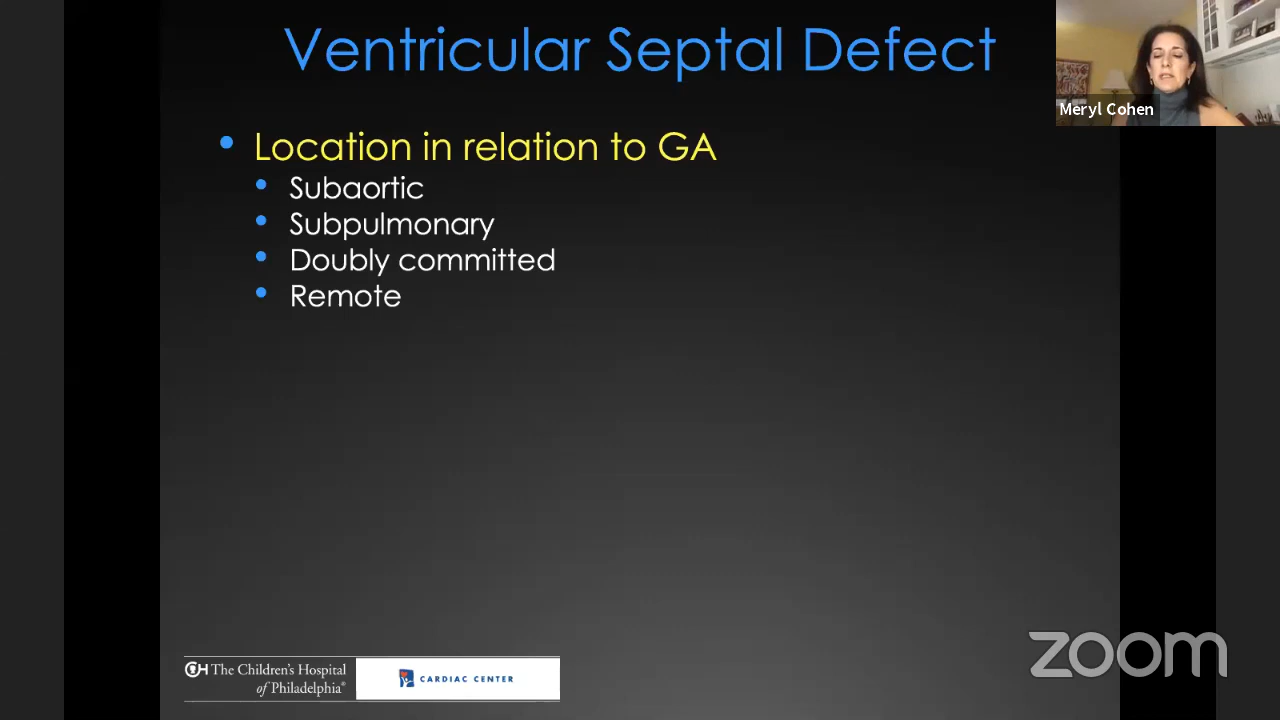 Ventricular Septal Defect
Meryl Cohen
• Location in relation to GA
• Subaortic
• Subpulmonary
• Doubly committed
• Remote
The Children's Hospital
of Philadelphia®
CARDIAC CENTER
zoom